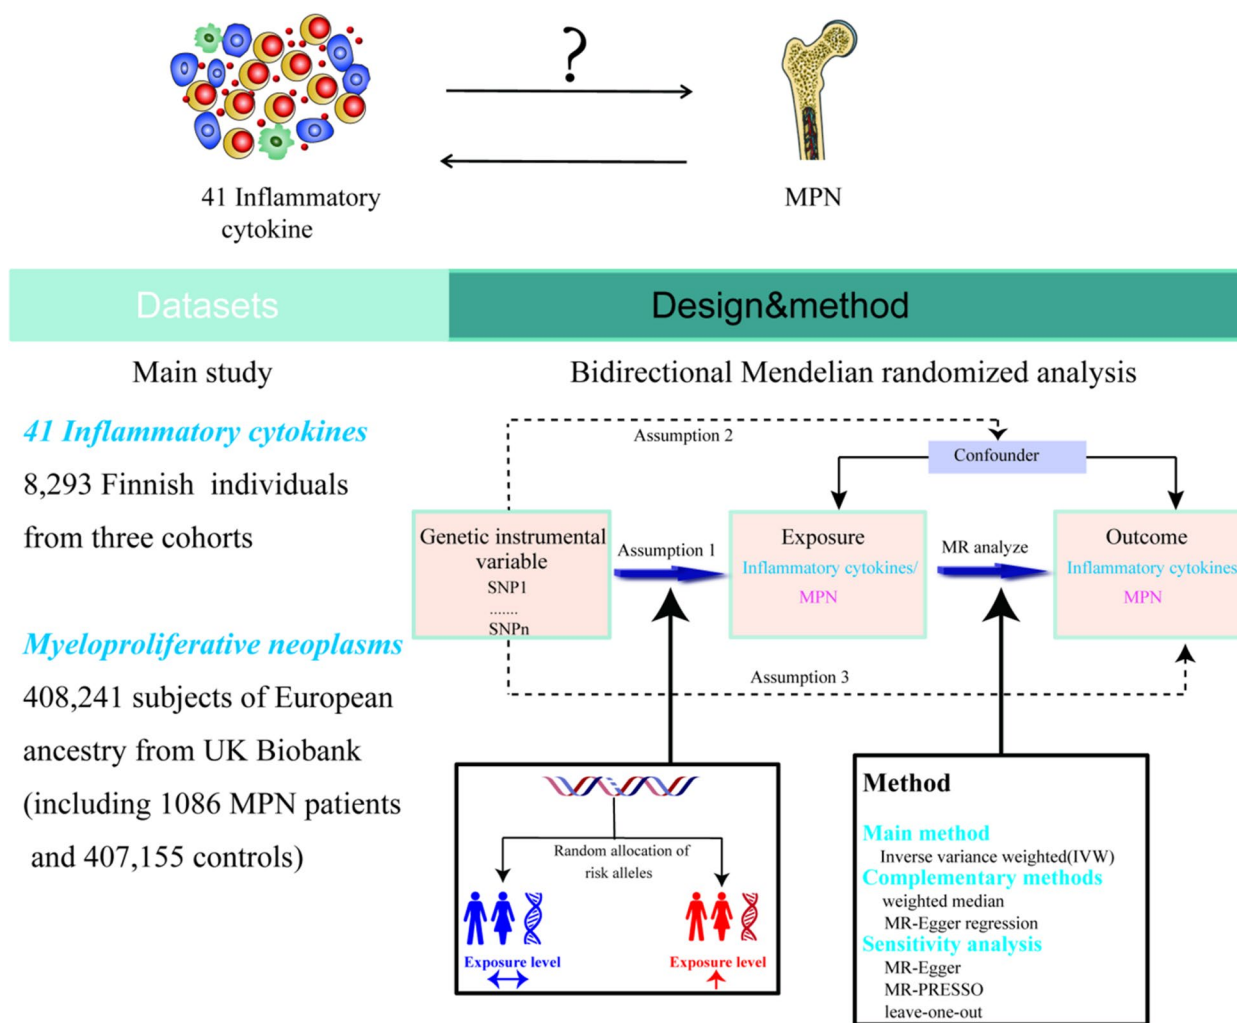 ?
41 Inflammatory
cytokine
MPN
Datasets
Design&method
Main study
41 Inflammatory cytokines
8,293 Finnish individuals
from three cohorts
Myeloproliferative neoplasms
408,241 subjects of European
ancestry from UK Biobank
(including 1086 MPN patients
and 407,155 controls)
Bidirectional Mendelian randomized analysis
Assumption 2
Confounder
Genetic instrumental
variable
SNP1
.......
SNPn
Assumption 1
Exposure
Inflammatory cytokines/
MPN
MR analyze
Outcome
Inflammatory cytokines
MPN
Assumption 3
Random allocation of
risk alleles
Exposure level
Exposure level
Method
Main method
Inverse variance weighted(IVW)
Complementary methods
weighted median
MR-Egger regression
Sensitivity analysis
MR-Egger
MR-PRESSO
leave-one-out